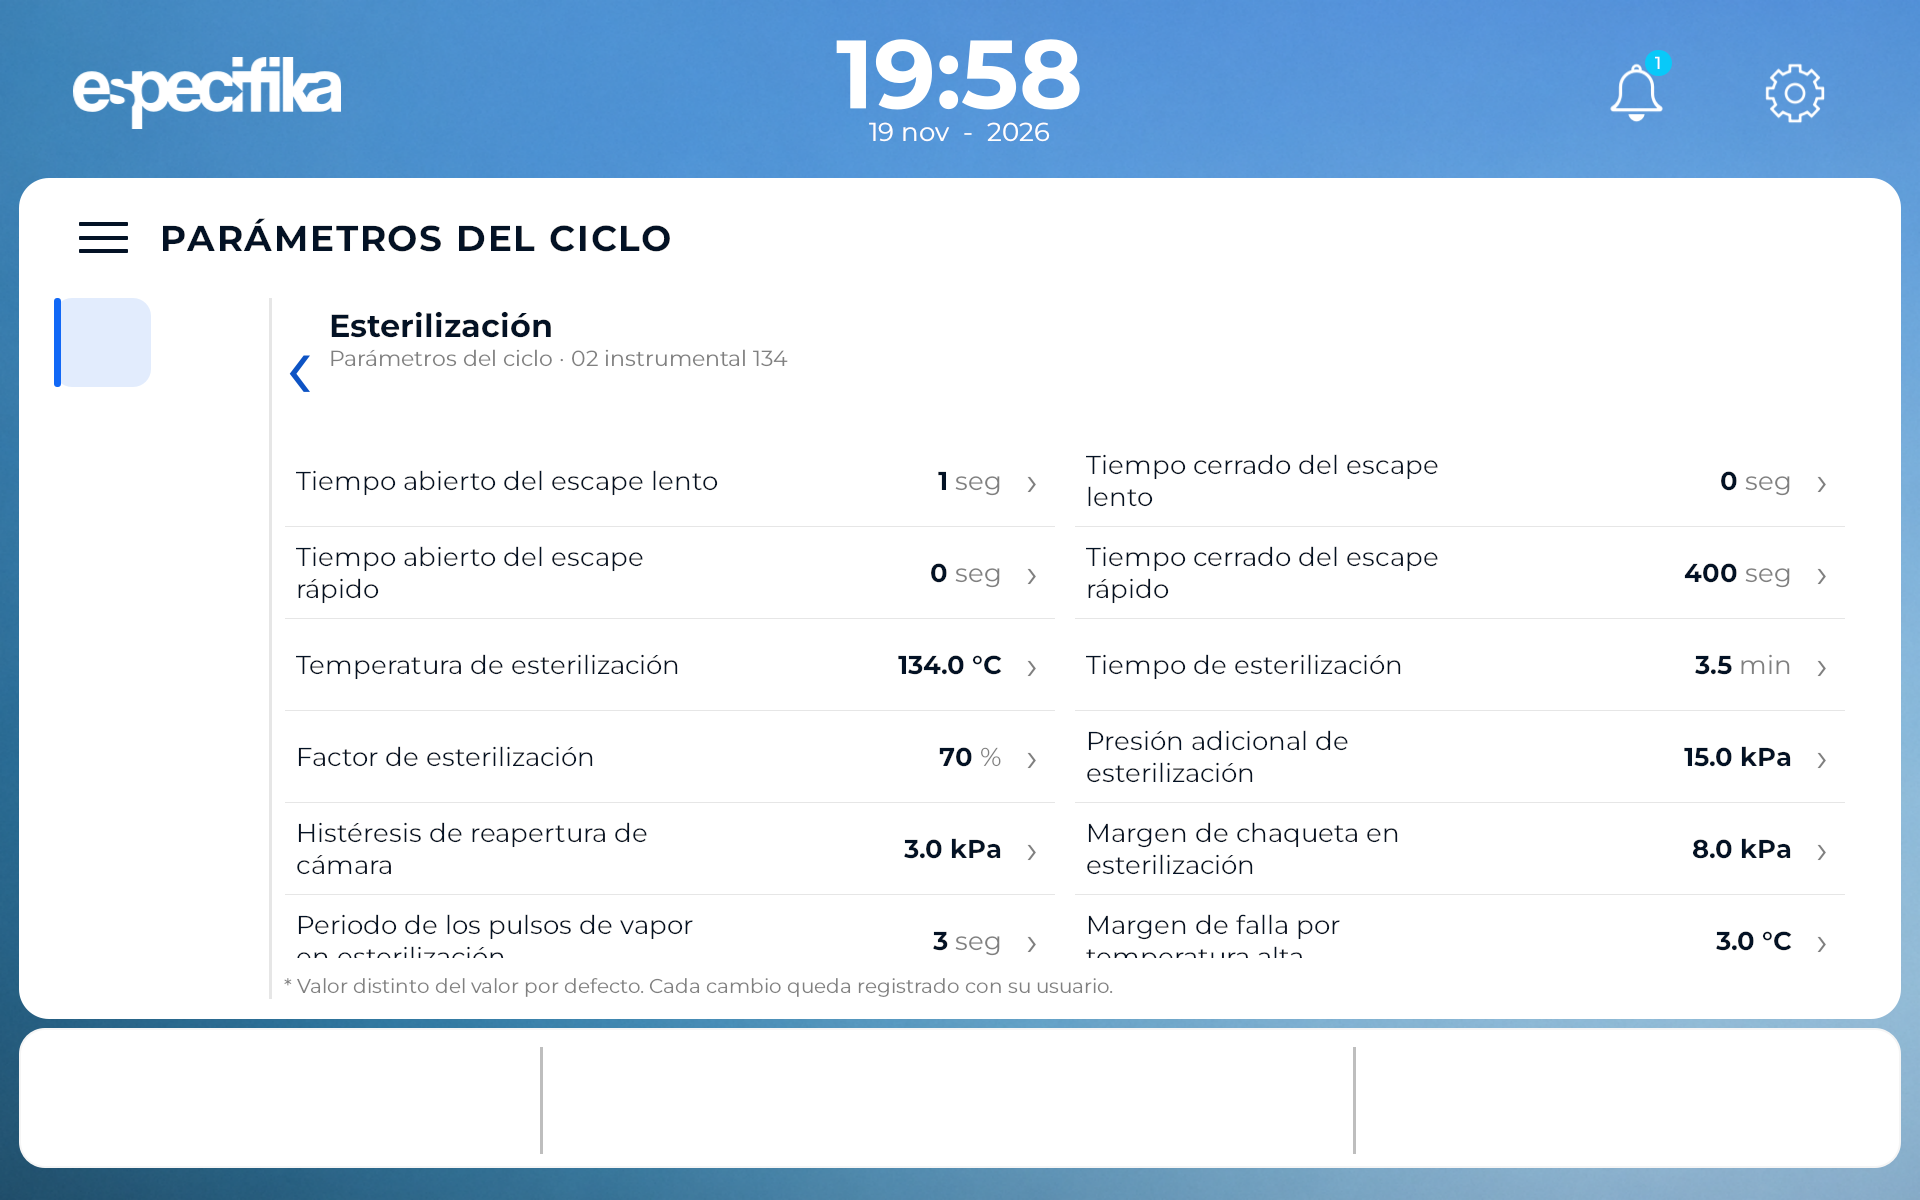 especifika
19:58
19 nov - 2026
1
PARÁMETROS DEL CICLO
Esterilización
Parámetros del ciclo · 02 instrumental 134
Tiempo abierto del escape lento
1 seg
Tiempo cerrado del escape
lento
0 seg
Tiempo abierto del escape
rápido
0 seg
Tiempo cerrado del escape
rápido
400 seg
Temperatura de esterilización
134.0 °C
Tiempo de esterilización
3.5 min
Factor de esterilización
70 %
Presión adicional de
esterilización
15.0 kPa
Histéresis de reapertura de
cámara
3.0 kPa
Margen de chaqueta en
esterilización
8.0 kPa
Periodo de los pulsos de vapor
en esterilización
3 seg
Margen de falla por
temperatura alta
3.0 °C
* Valor distinto del valor por defecto. Cada cambio queda registrado con su usuario.